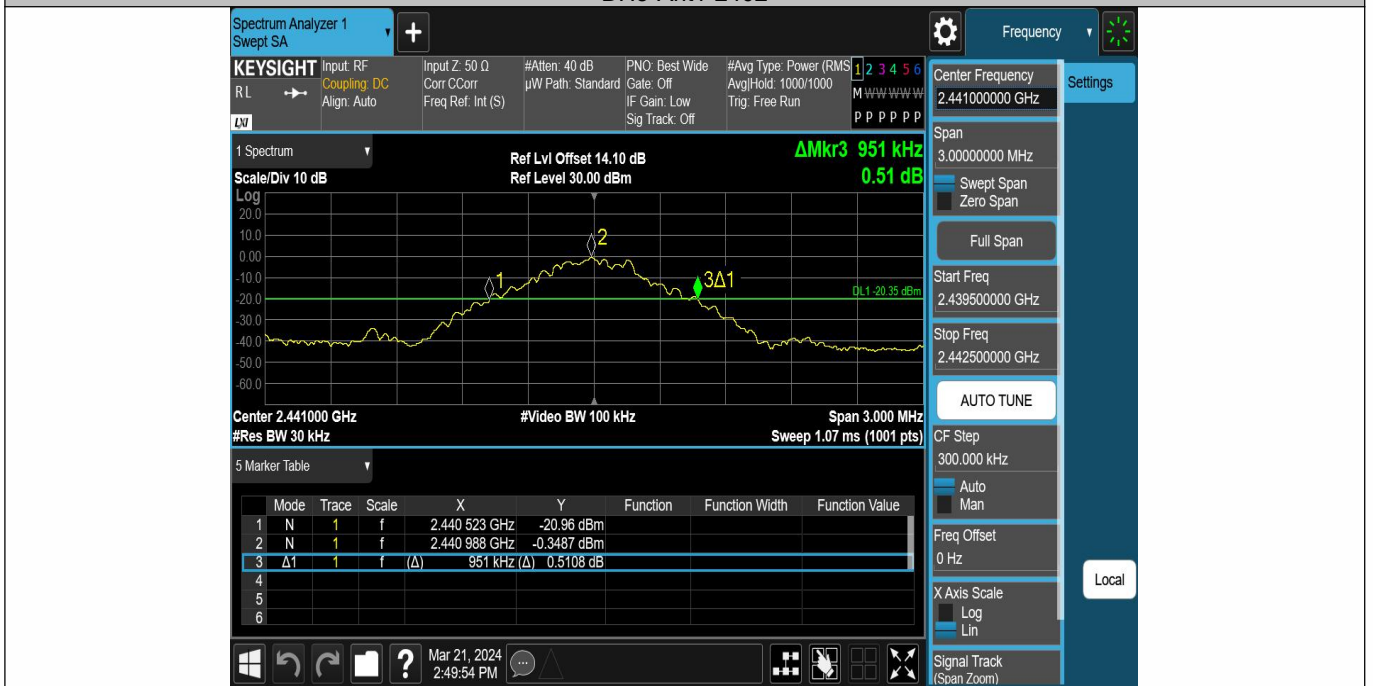 Spectrum Analyzer 1
Swept SA
+
Frequency
KEYSIGHT
RL
LXI
Input: RF
Coupling: DC
Align: Auto
Input Z: 50 Ω
Corr CCorr
Freq Ref: Int (S)
#Atten: 40 dB
µW Path: Standard
PNO: Best Wide
Gate: Off
IF Gain: Low
Sig Track: Off
#Avg Type: Power (RMS
Avg|Hold: 1000/1000
Trig: Free Run
1 2 3 4 5 6
M W W W W W
P P P P P P
1 Spectrum
Scale/Div 10 dB
Ref Lvl Offset 14.10 dB
Ref Level 30.00 dBm
ΔMkr3 951 kHz
0.51 dB
Log
20.0
10.0
0.00
-10.0
-20.0
-30.0
-40.0
-50.0
-60.0
1
2
3Δ1
DL1 -20.35 dBm
Center 2.441000 GHz
#Res BW 30 kHz
#Video BW 100 kHz
Span 3.000 MHz
Sweep 1.07 ms (1001 pts)
5 Marker Table
Mode Trace Scale X Y Function Function Width Function Value
1 N 1 f 2.440 523 GHz -20.96 dBm
2 N 1 f 2.440 988 GHz -0.3487 dBm
3 Δ1 1 f (Δ) 951 kHz (Δ) 0.5108 dB
4
5
6
?
Mar 21, 2024
2:49:54 PM
Center Frequency
2.441000000 GHz
Settings
Span
3.00000000 MHz
Swept Span
Zero Span
Full Span
Start Freq
2.439500000 GHz
Stop Freq
2.442500000 GHz
AUTO TUNE
CF Step
300.000 kHz
Auto
Man
Freq Offset
0 Hz
Local
X Axis Scale
Log
Lin
Signal Track
(Span Zoom)